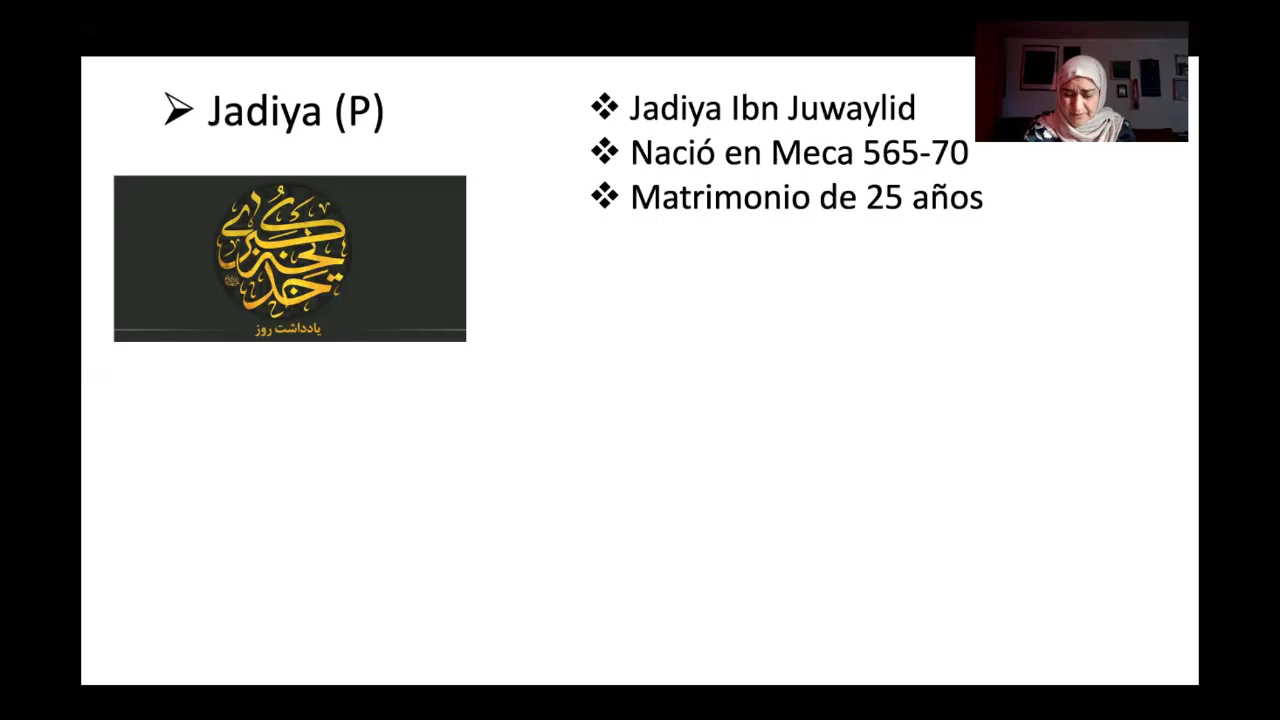 ➢ Jadiya (P)
خدیجه کبری
یادداشت روز
❖ Jadiya Ibn Juwaylid
❖ Nació en Meca 565-70
❖ Matrimonio de 25 años